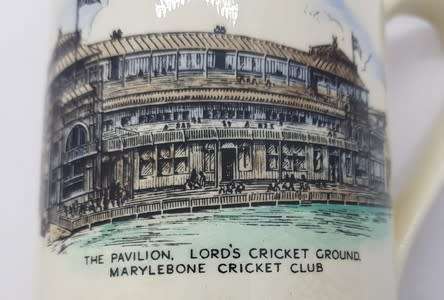 THE PAVILION, LORD'S CRICKET GROUND,
MARYLEBONE CRICKET CLUB